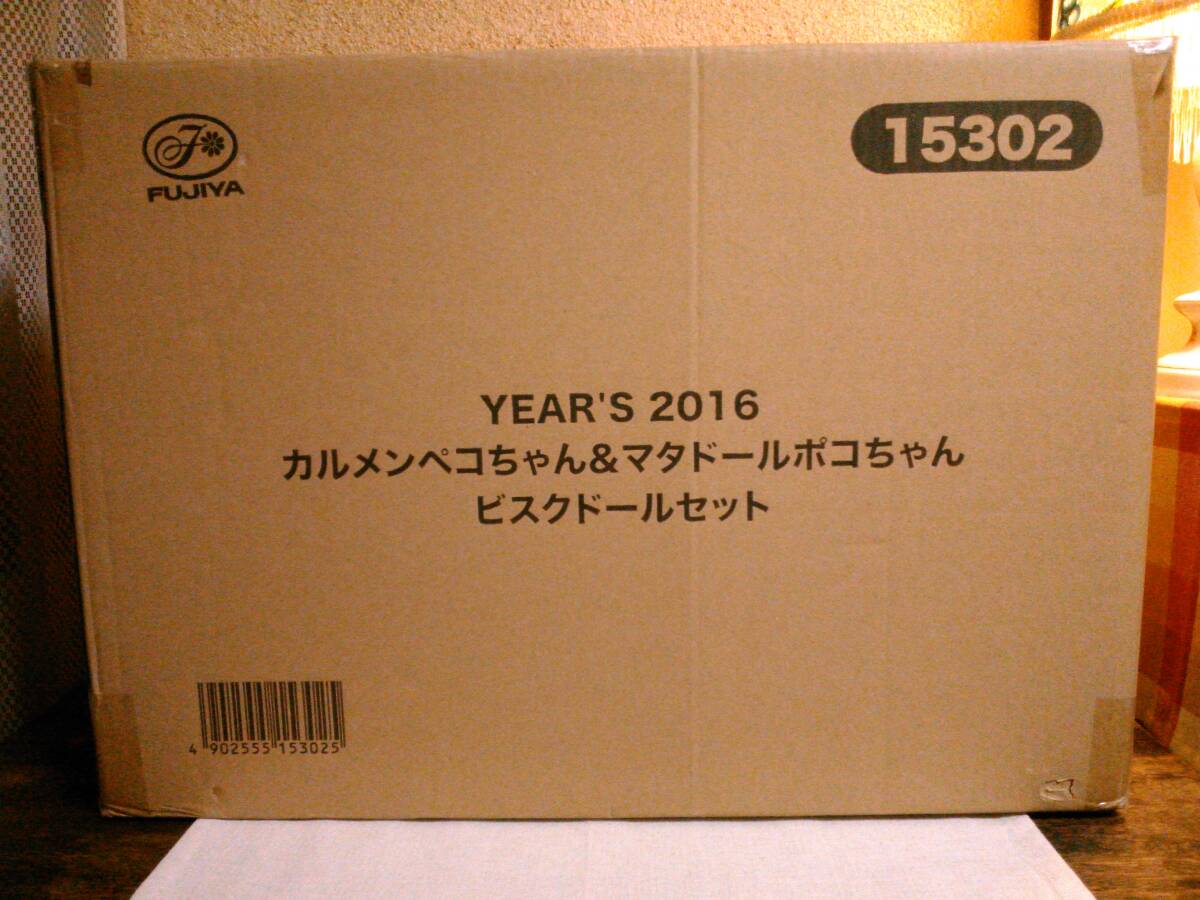 FUJIYA
15302
YEAR'S 2016
カルメンペコちゃん&マタドールポコちゃん
ビスクドールセット
4 902555 153025